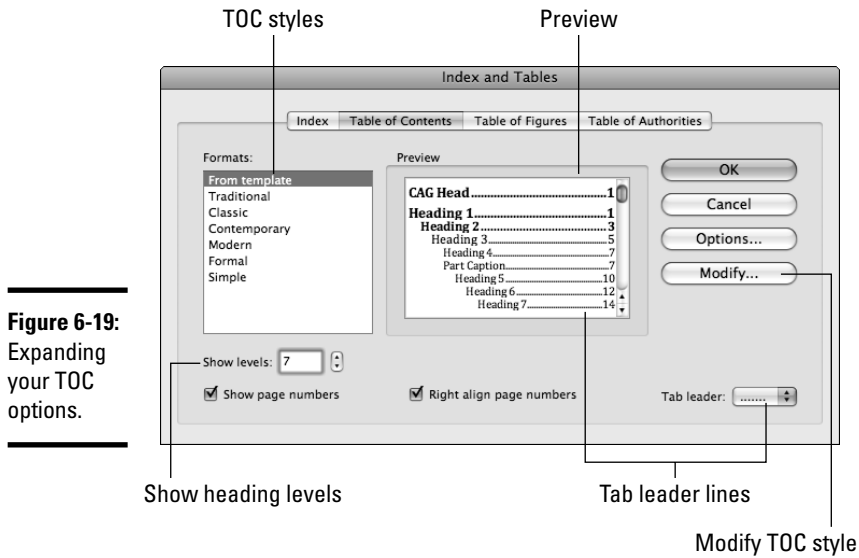 TOC styles
Preview
Index and Tables
Index Table of Contents Table of Figures Table of Authorities
Formats:
From template
Traditional
Classic
Contemporary
Modern
Formal
Simple
Preview
CAG Head....................................1
Heading 1....................................1
Heading 2....................................3
Heading 3....................................5
Heading 4....................................7
Part Caption....................................7
Heading 5....................................10
Heading 6....................................12
Heading 7....................................14
OK
Cancel
Options...
Modify...
Show levels: 7
Show page numbers
Right align page numbers
Tab leader: .......
Figure 6-19:
Expanding
your TOC
options.
Show heading levels
Tab leader lines
Modify TOC style